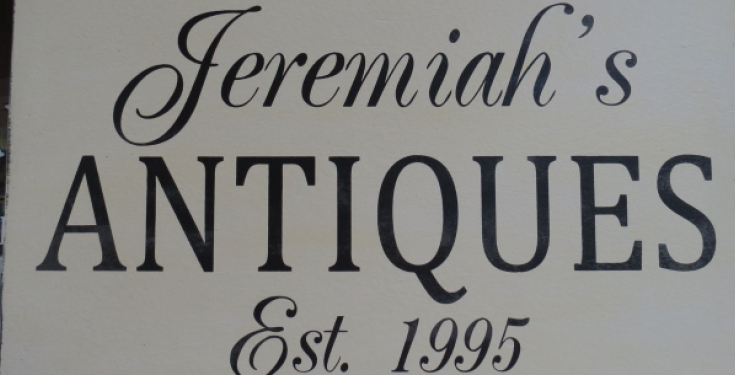 Jeremiah's
ANTIQUES
Est. 1995